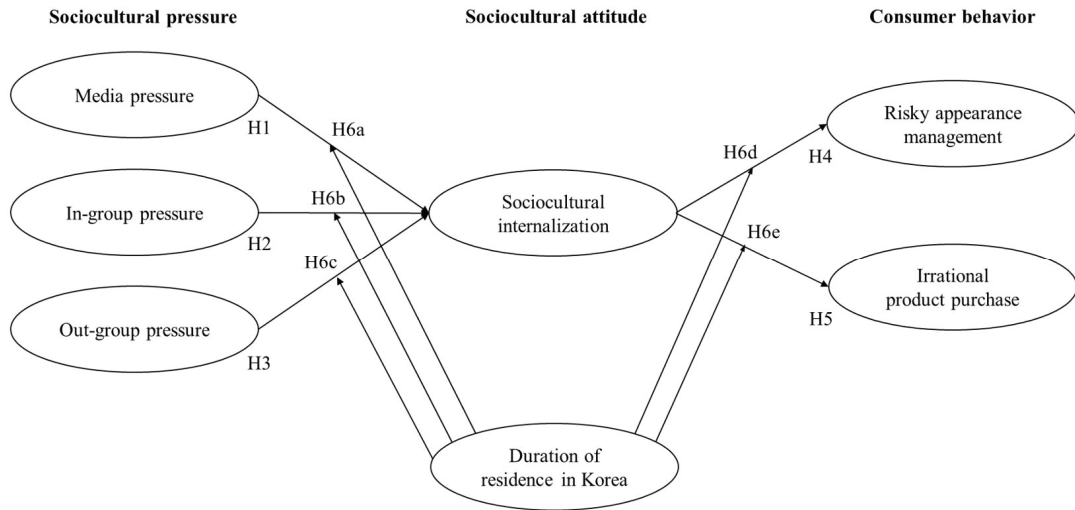 Sociocultural pressure
Sociocultural attitude
Consumer behavior
Media pressure
H1
H6a
In-group pressure
H2
H6b
H6c
Out-group pressure
H3
Sociocultural
internalization
H6d
H4
Risky appearance
management
H6e
H5
Irrational
product purchase
Duration of
residence in Korea